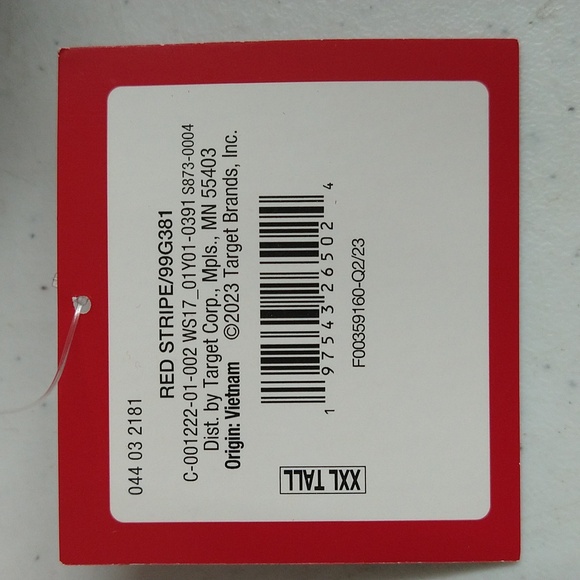 044 03 2181
RED STRIPE/99G381
C-001222-01-002 WS17_01Y01-0391 S873-0004
Dist. by Target Corp., Mpls., MN 55403
Origin: Vietnam ©2023 Target Brands, Inc.
1 97543 26502 4
F00359160-Q2/23
XXL TALL